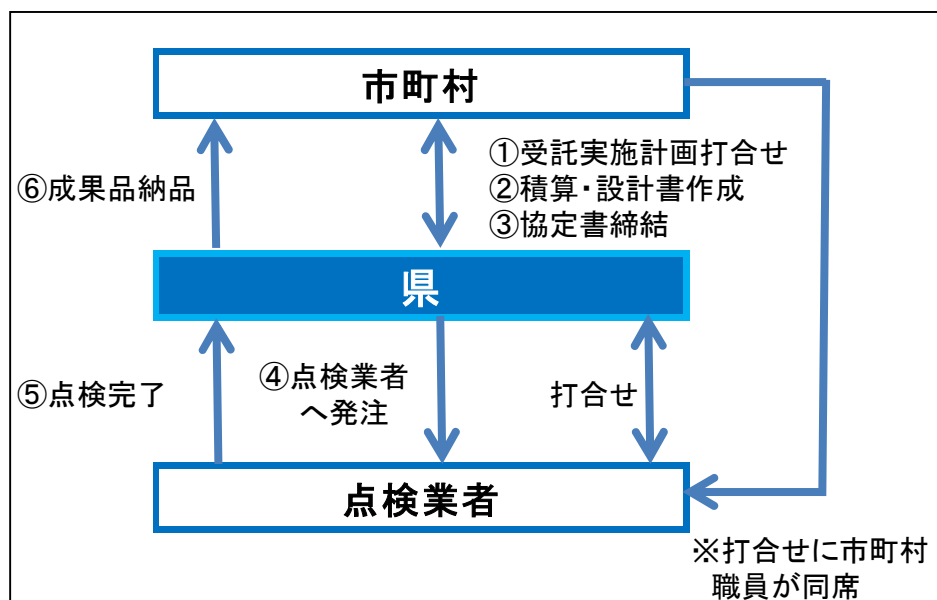 市町村
①受託実施計画打合せ
②積算・設計書作成
③協定書締結
⑥成果品納品
県
④点検業者
へ発注
⑤点検完了
打合せ
点検業者
※打合せに市町村
職員が同席